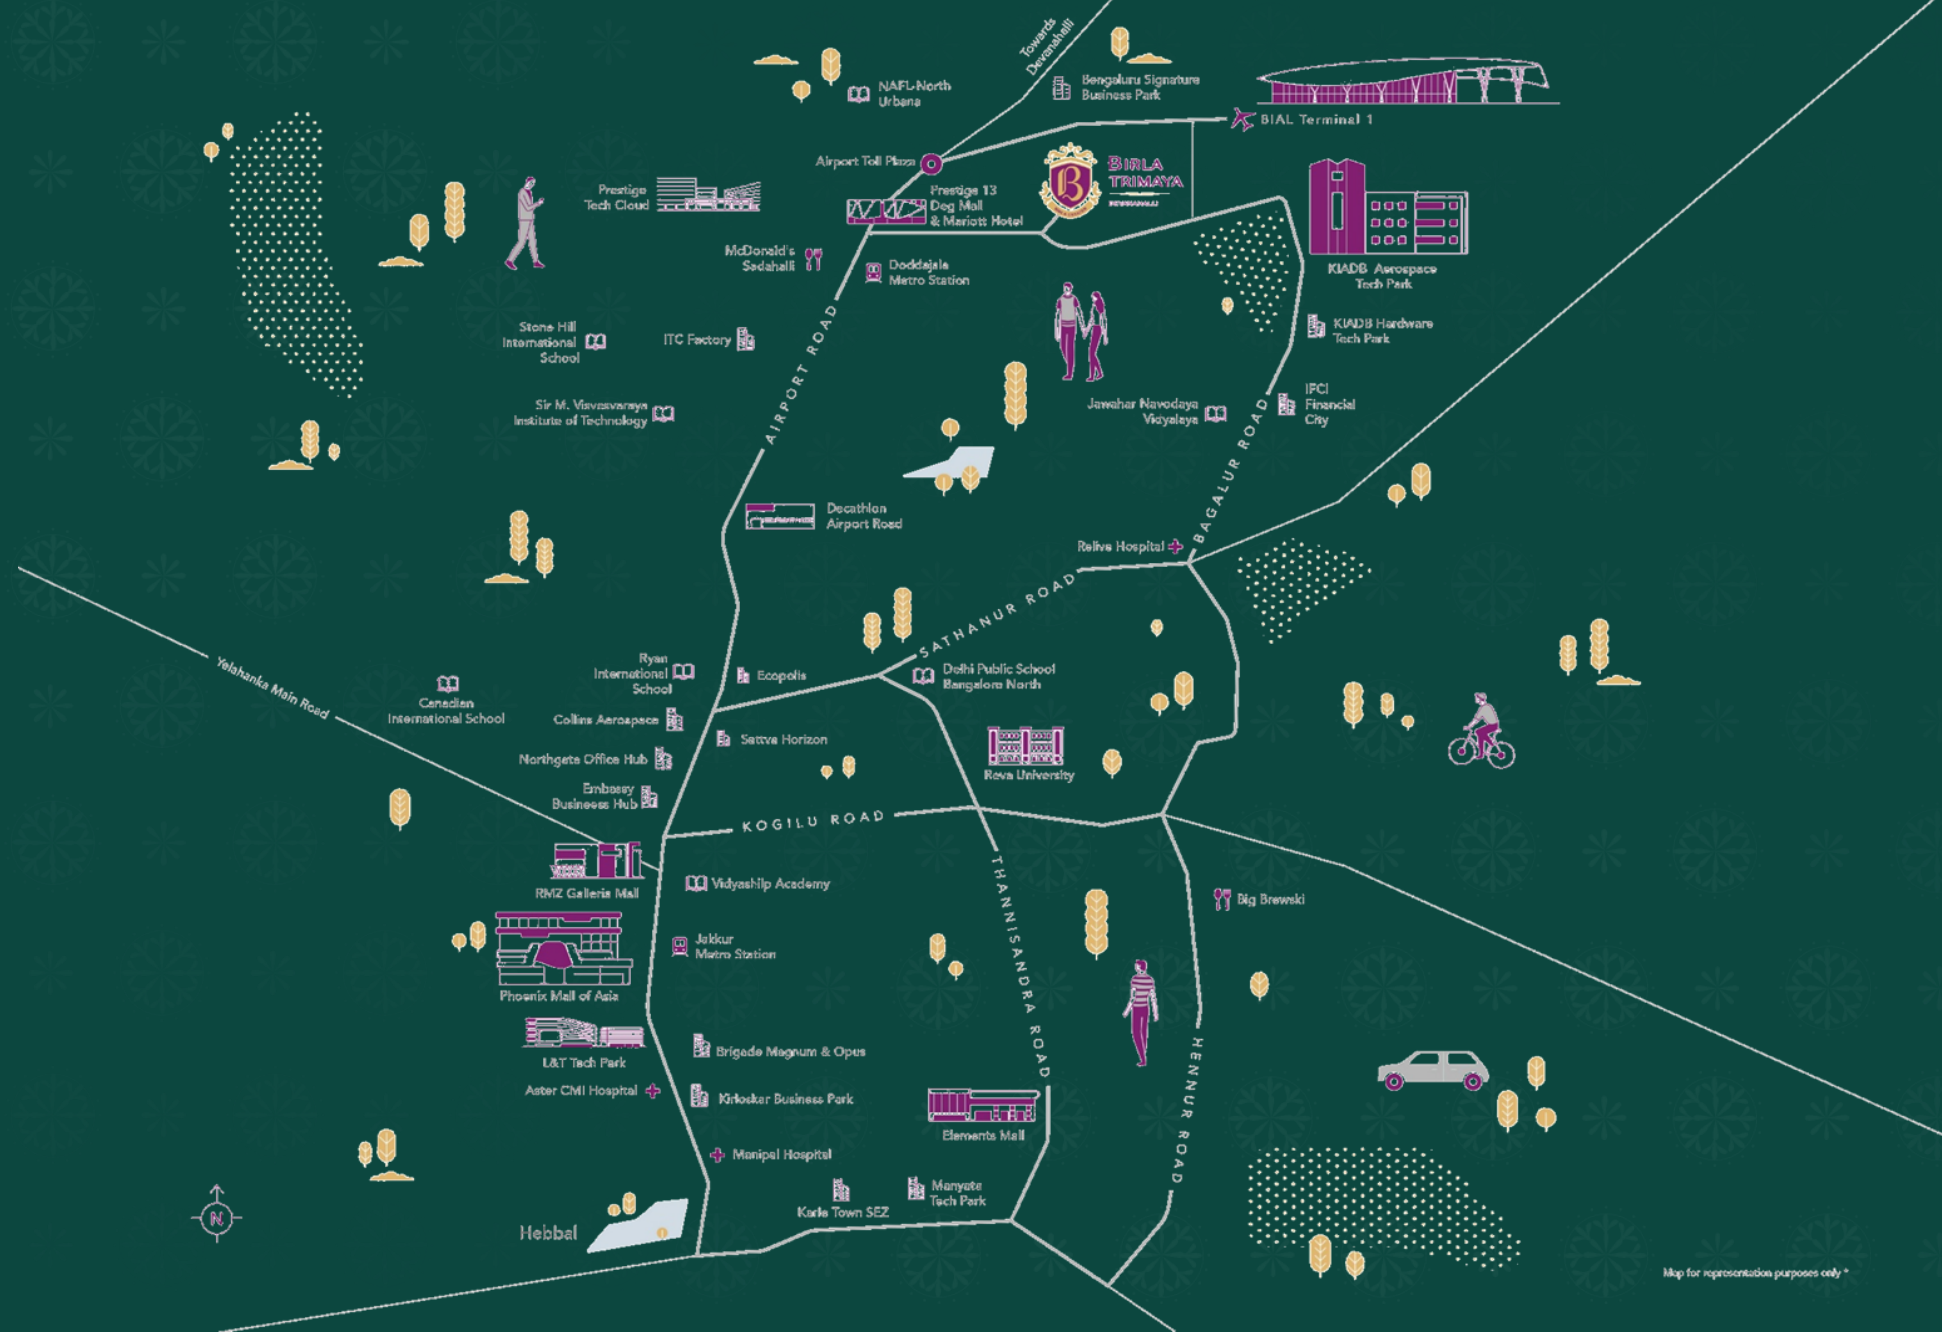 Towards
Devanahalli
NAFL-North
Urbana
Bengaluru Signature
Business Park
BIAL Terminal 1
Airport Toll Plaza
BIRLA
TRIMAYA
DEVANAHALLI
Prestige
Tech Cloud
Prestige 13
Deg Mall
& Mariott Hotel
McDonald's
Sadahalli
Doddajala
Metro Station
KIADB Aerospace
Tech Park
Stone Hill
International
School
ITC Factory
KIADB Hardware
Tech Park
AIRPORT ROAD
Sir M. Visvesvaraya
Institute of Technology
Jawahar Navodaya
Vidyalaya
IFCI
Financial
City
BAGALUR ROAD
Decathlon
Airport Road
Relive Hospital
SATHANUR ROAD
Yelahanka Main Road
Canadian
International School
Ryan
International
School
Ecopolis
Delhi Public School
Bangalore North
Collins Aerospace
Sattva Horizon
Northgate Office Hub
Reva University
Embassy
Business Hub
KOGILU ROAD
RMZ Galleria Mall
Vidyashilp Academy
THANNISANDRA ROAD
Big Brewski
Jakkur
Metro Station
Phoenix Mall of Asia
L&T Tech Park
Brigade Magnum & Opus
HENNUR ROAD
Aster CMI Hospital
Kirloskar Business Park
Elements Mall
Manipal Hospital
Karle Town SEZ
Manyata
Tech Park
N
Hebbal
Map for representation purposes only *